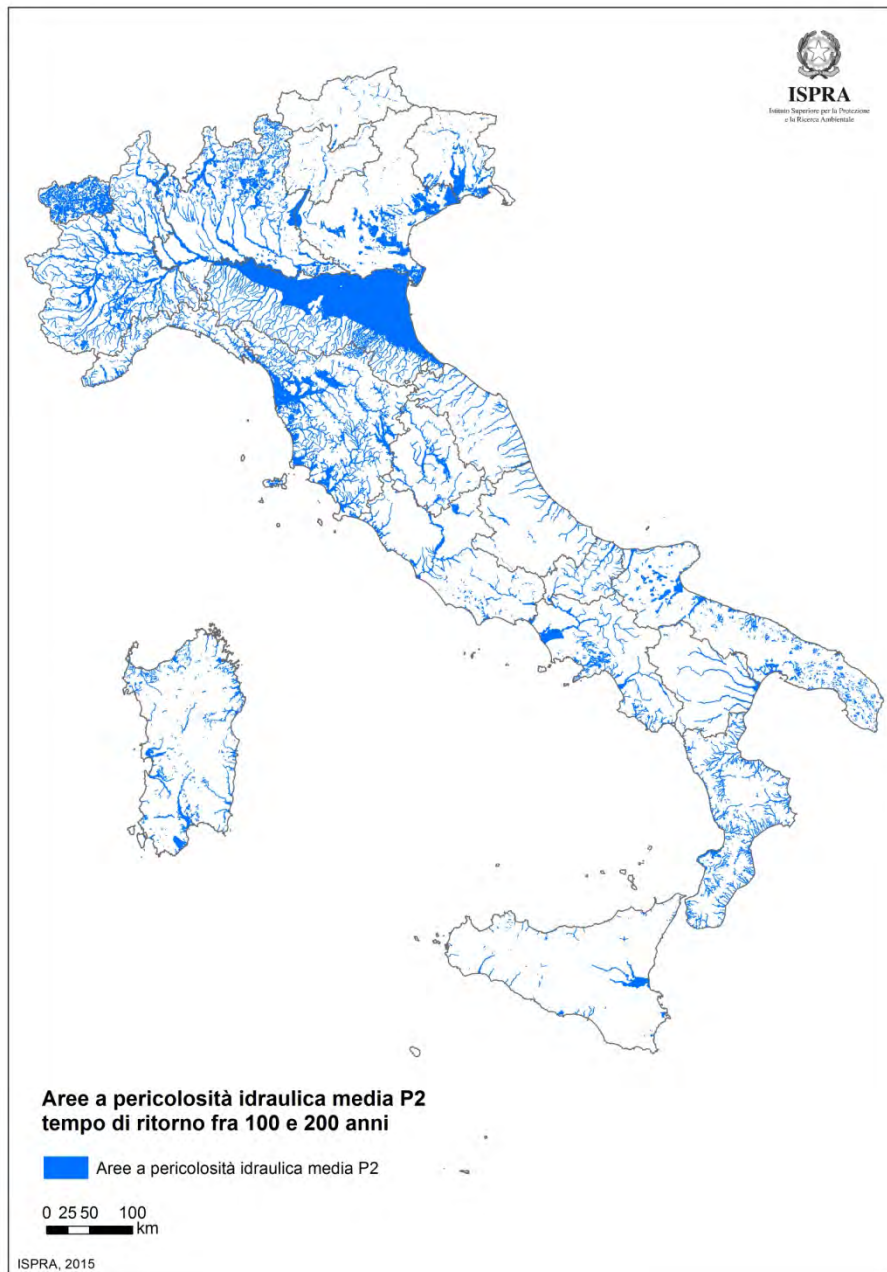 ISPRA
Istituto Superiore per la Protezione
e la Ricerca Ambientale
Aree a pericolosità idraulica media P2
tempo di ritorno fra 100 e 200 anni
Aree a pericolosità idraulica media P2
0 25 50 100
km
ISPRA, 2015